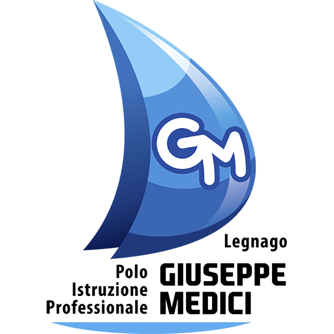 GM
Legnago
Polo
Istruzione
Professionale
GIUSEPPE
MEDICI